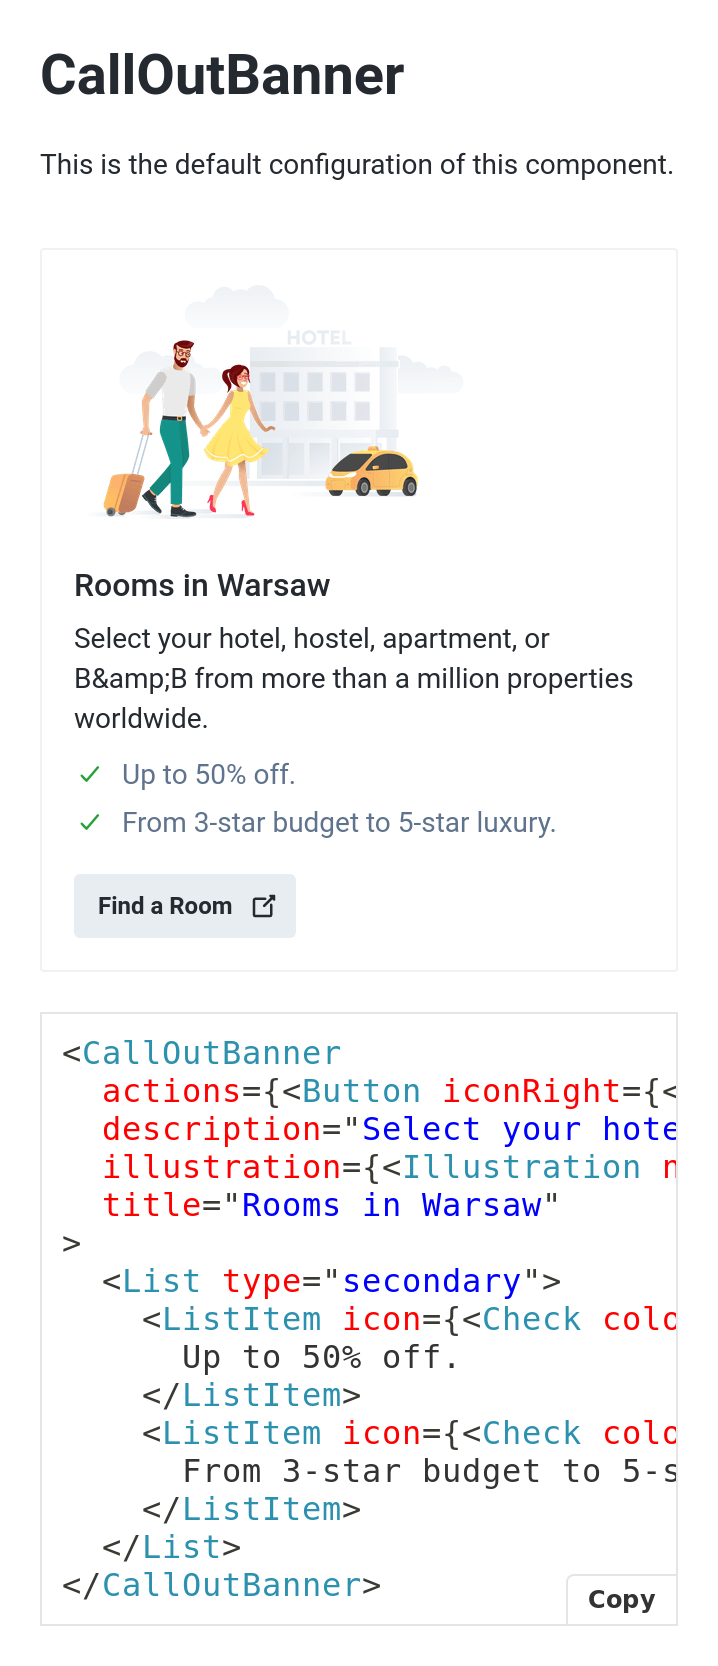 CallOutBanner
This is the default configuration of this component.
HOTEL
Rooms in Warsaw
Select your hotel, hostel, apartment, or
B&amp;B from more than a million properties
worldwide.
Up to 50% off.
From 3-star budget to 5-star luxury.
Find a Room
<CallOutBanner
  actions={<Button iconRight={<
  description="Select your hote
  illustration={<Illustration n
  title="Rooms in Warsaw"
>
  <List type="secondary">
    <ListItem icon={<Check colo
      Up to 50% off.
    </ListItem>
    <ListItem icon={<Check colo
      From 3-star budget to 5-s
    </ListItem>
  </List>
</CallOutBanner>
Copy